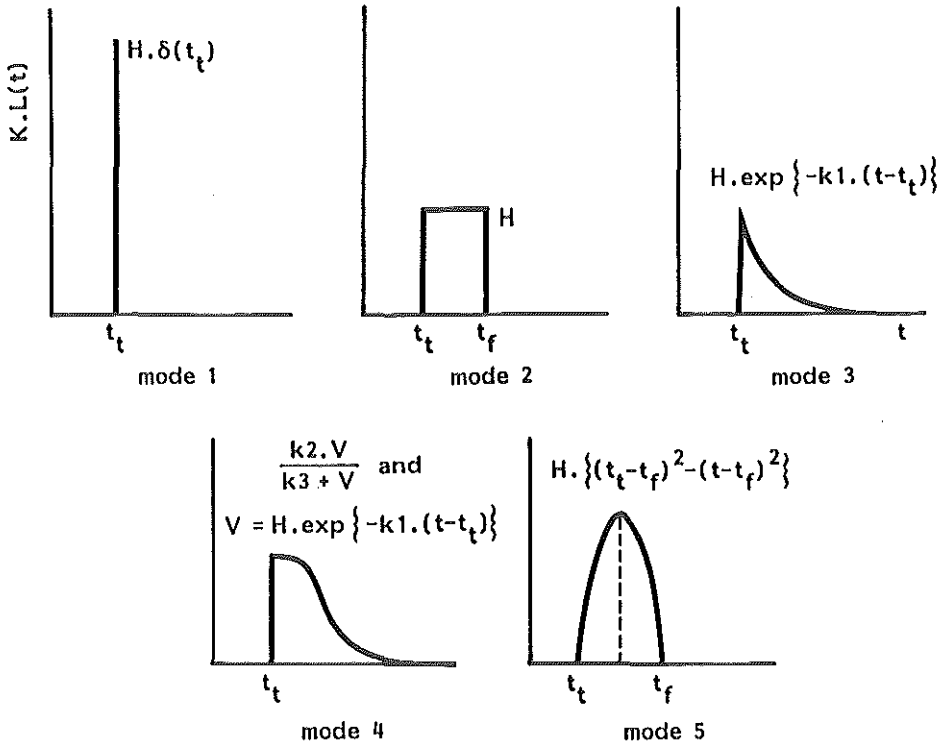 K.L(t)
H.δ(t_t)
t_t
mode 1
H
t_t t_f
mode 2
H.exp{-k1.(t-t_t)}
t_t t
mode 3
k2.V
k3 + V
and
V = H.exp{-k1.(t-t_t)}
t_t
mode 4
H.{(t_t-t_f)²-(t-t_f)²}
t_t t_f
mode 5